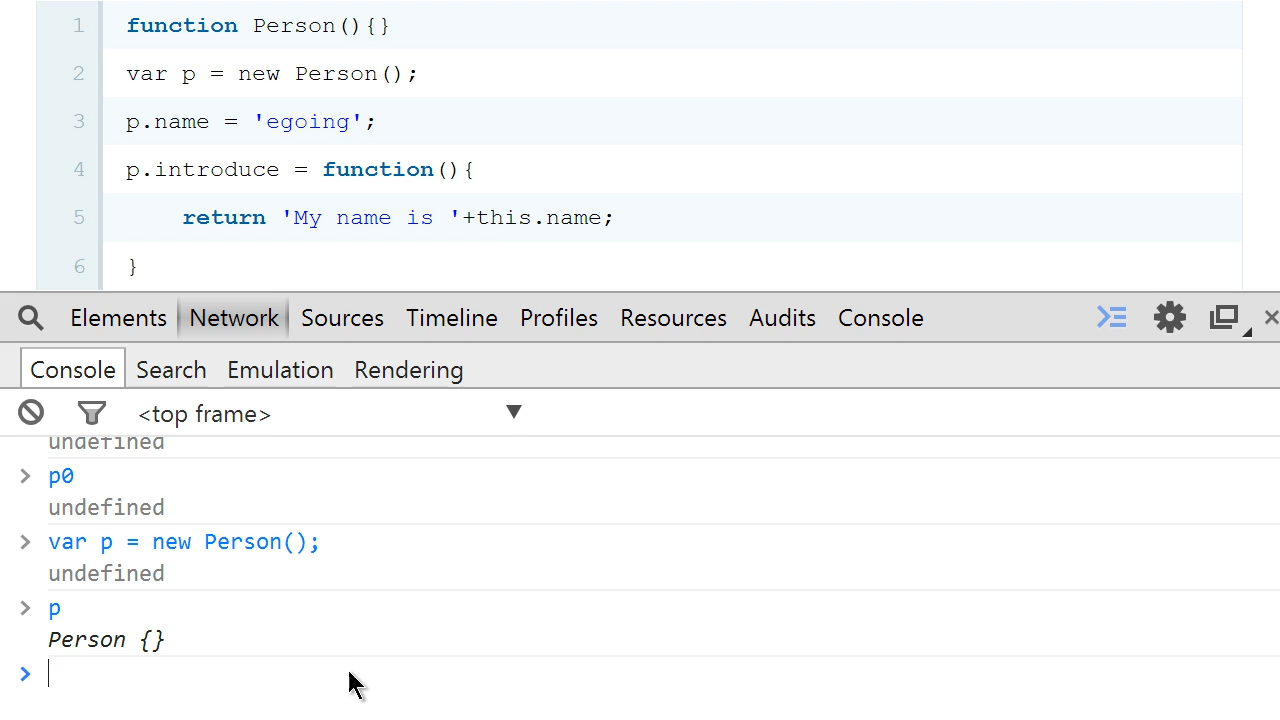 1 function Person(){}
2 var p = new Person();
3 p.name = 'egoing';
4 p.introduce = function(){
5 return 'My name is '+this.name;
6 }
Elements Network Sources Timeline Profiles Resources Audits Console
Console Search Emulation Rendering
<top frame>
undefined
> p0
undefined
> var p = new Person();
undefined
> p
Person {}
>